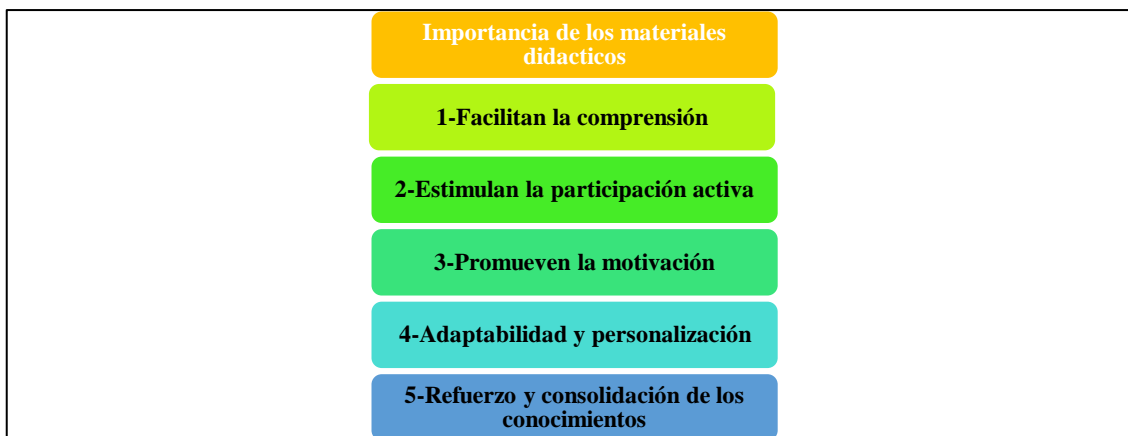 Importancia de los materiales
didacticos
1-Facilitan la comprensión
2-Estimulan la participación activa
3-Promueven la motivación
4-Adaptabilidad y personalización
5-Refuerzo y consolidación de los
conocimientos